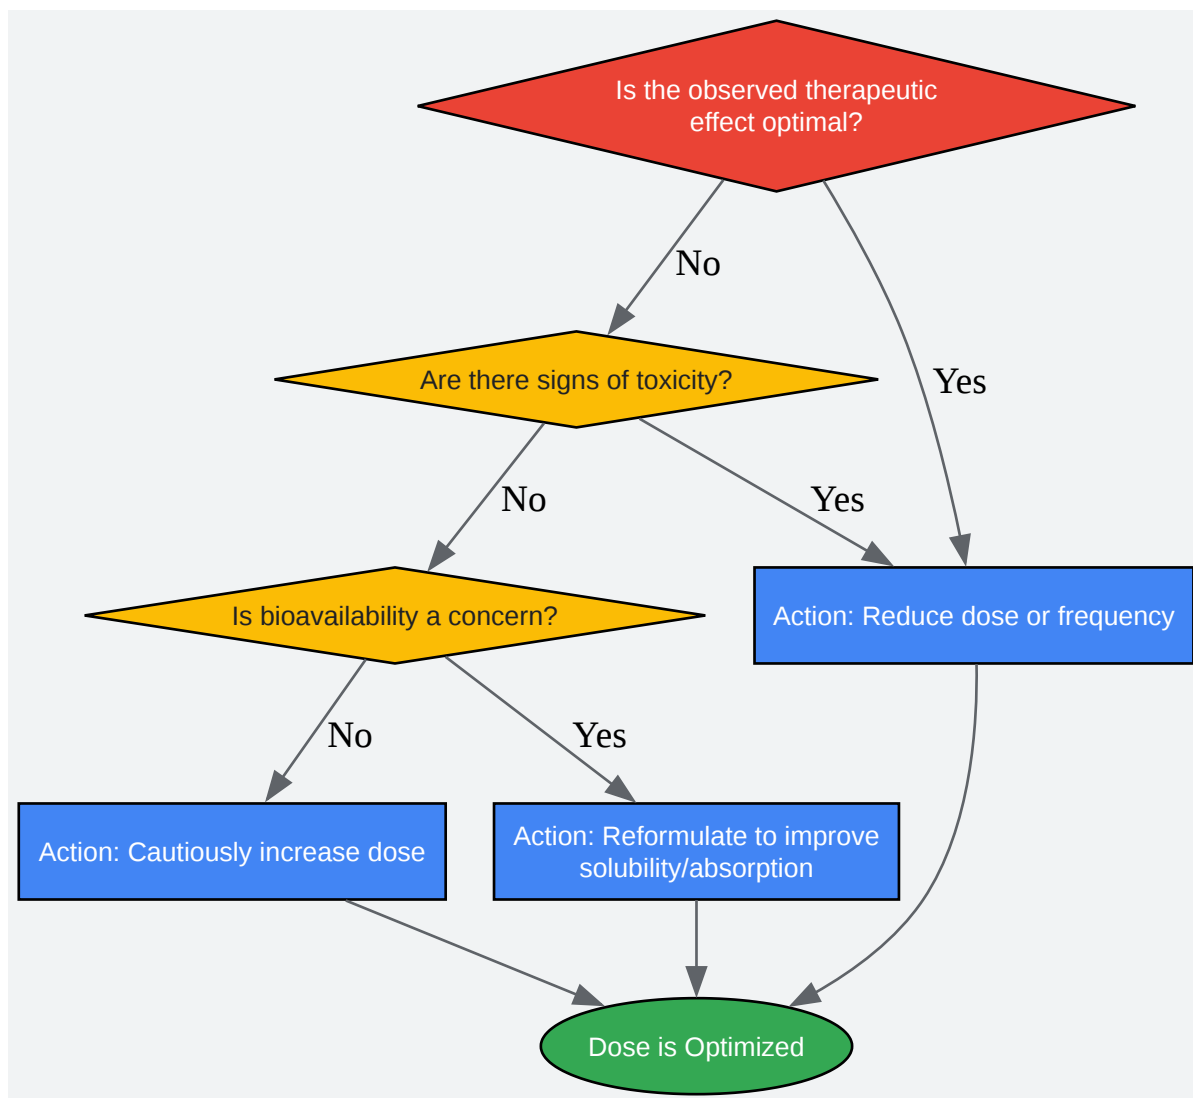 Is the observed therapeutic
effect optimal?
No
Are there signs of toxicity?
Yes
No
Yes
Is bioavailability a concern?
Action: Reduce dose or frequency
No
Yes
Action: Cautiously increase dose
Action: Reformulate to improve
solubility/absorption
Dose is Optimized